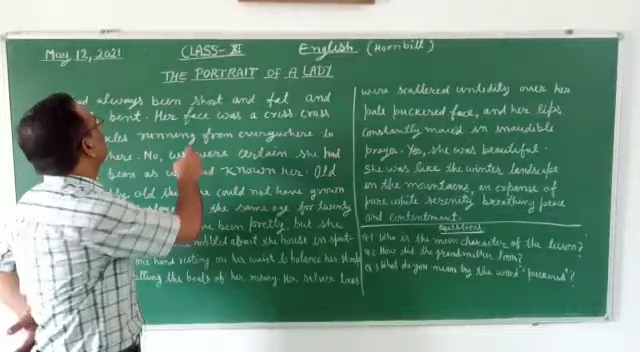 May 12, 2021
CLASS-XI
English (Hornbill)
THE PORTRAIT OF A LADY
always been short and fat and
bent. Her face was a criss-cross
running from everywhere to
here. No, we were certain she had
been as we had known her. Old
old that she could not have grown
the same age for twenty
been pretty, but she
hobbled about the house in spot-
one hand resting on her waist to balance her stoop
telling the beats of her rosary. Her silver locks
were scattered untidily over her
pale puckered face, and her lips
constantly moved in inaudible
prayer. Yes, she was beautiful.
She was like the winter landscape
in the mountains, an expanse of
pure white serenity breathing peace
and contentment.
Questions
Q1 Who is the mean character of the lesson?
Q2 How did the grandmother look?
Q3 What do you mean by the word 'puckered'?